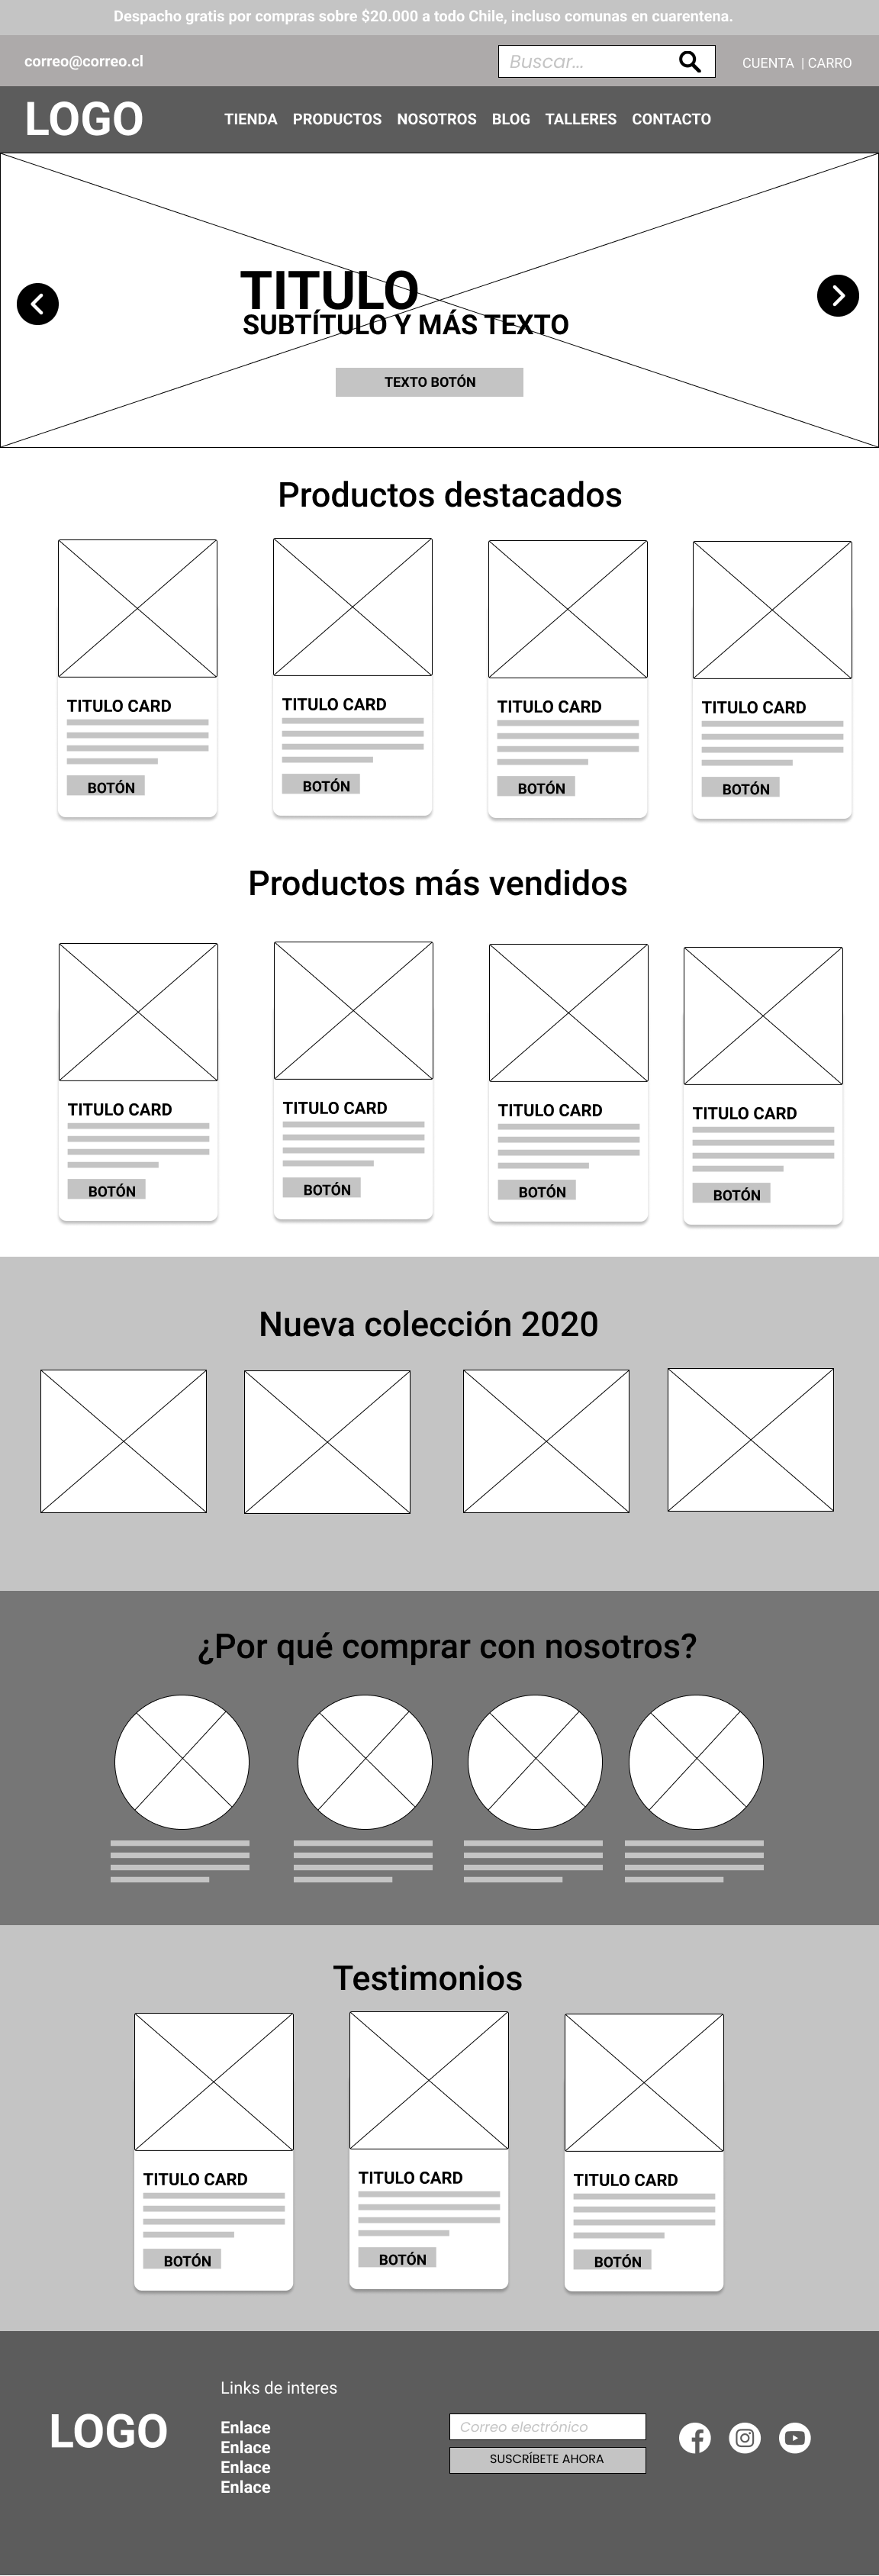 Despacho gratis por compras sobre $20.000 a todo Chile, incluso comunas en cuarentena.
correo@correo.cl
Buscar...
CUENTA | CARRO
LOGO
TIENDA PRODUCTOS NOSOTROS BLOG TALLERES CONTACTO
TITULO
SUBTÍTULO Y MÁS TEXTO
TEXTO BOTÓN
Productos destacados
TITULO CARD
BOTÓN
TITULO CARD
BOTÓN
TITULO CARD
BOTÓN
TITULO CARD
BOTÓN
Productos más vendidos
TITULO CARD
BOTÓN
TITULO CARD
BOTÓN
TITULO CARD
BOTÓN
TITULO CARD
BOTÓN
Nueva colección 2020
¿Por qué comprar con nosotros?
Testimonios
TITULO CARD
BOTÓN
TITULO CARD
BOTÓN
TITULO CARD
BOTÓN
LOGO
Links de interes
Enlace
Enlace
Enlace
Enlace
Correo electrónico
SUSCRÍBETE AHORA